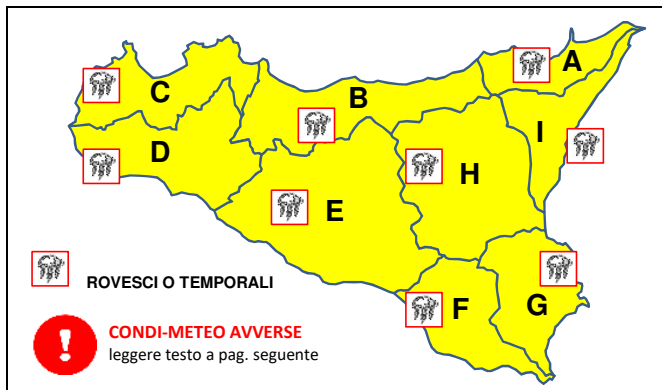 A
B
C
I
D
H
E
F
G
ROVESCI O TEMPORALI
CONDI-METEO AVVERSE
leggere testo a pag. seguente